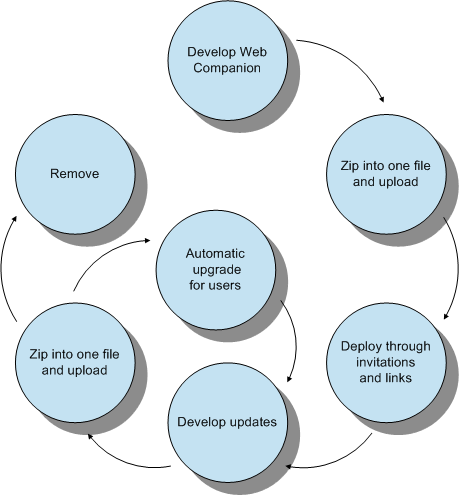 Develop Web
Companion
Zip into one file
and upload
Remove
Automatic
upgrade
for users
Zip into one file
and upload
Deploy through
invitations
and links
Develop updates